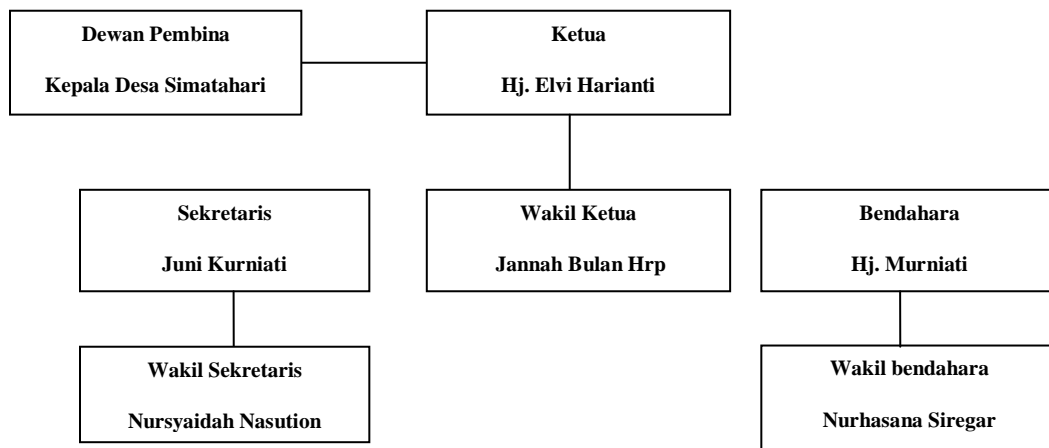 Dewan Pembina
Kepala Desa Simatahari
Ketua
Hj. Elvi Harianti
Sekretaris
Juni Kurniati
Wakil Ketua
Jannah Bulan Hrp
Bendahara
Hj. Murniati
Wakil Sekretaris
Nursyaidah Nasution
Wakil bendahara
Nurhasana Siregar